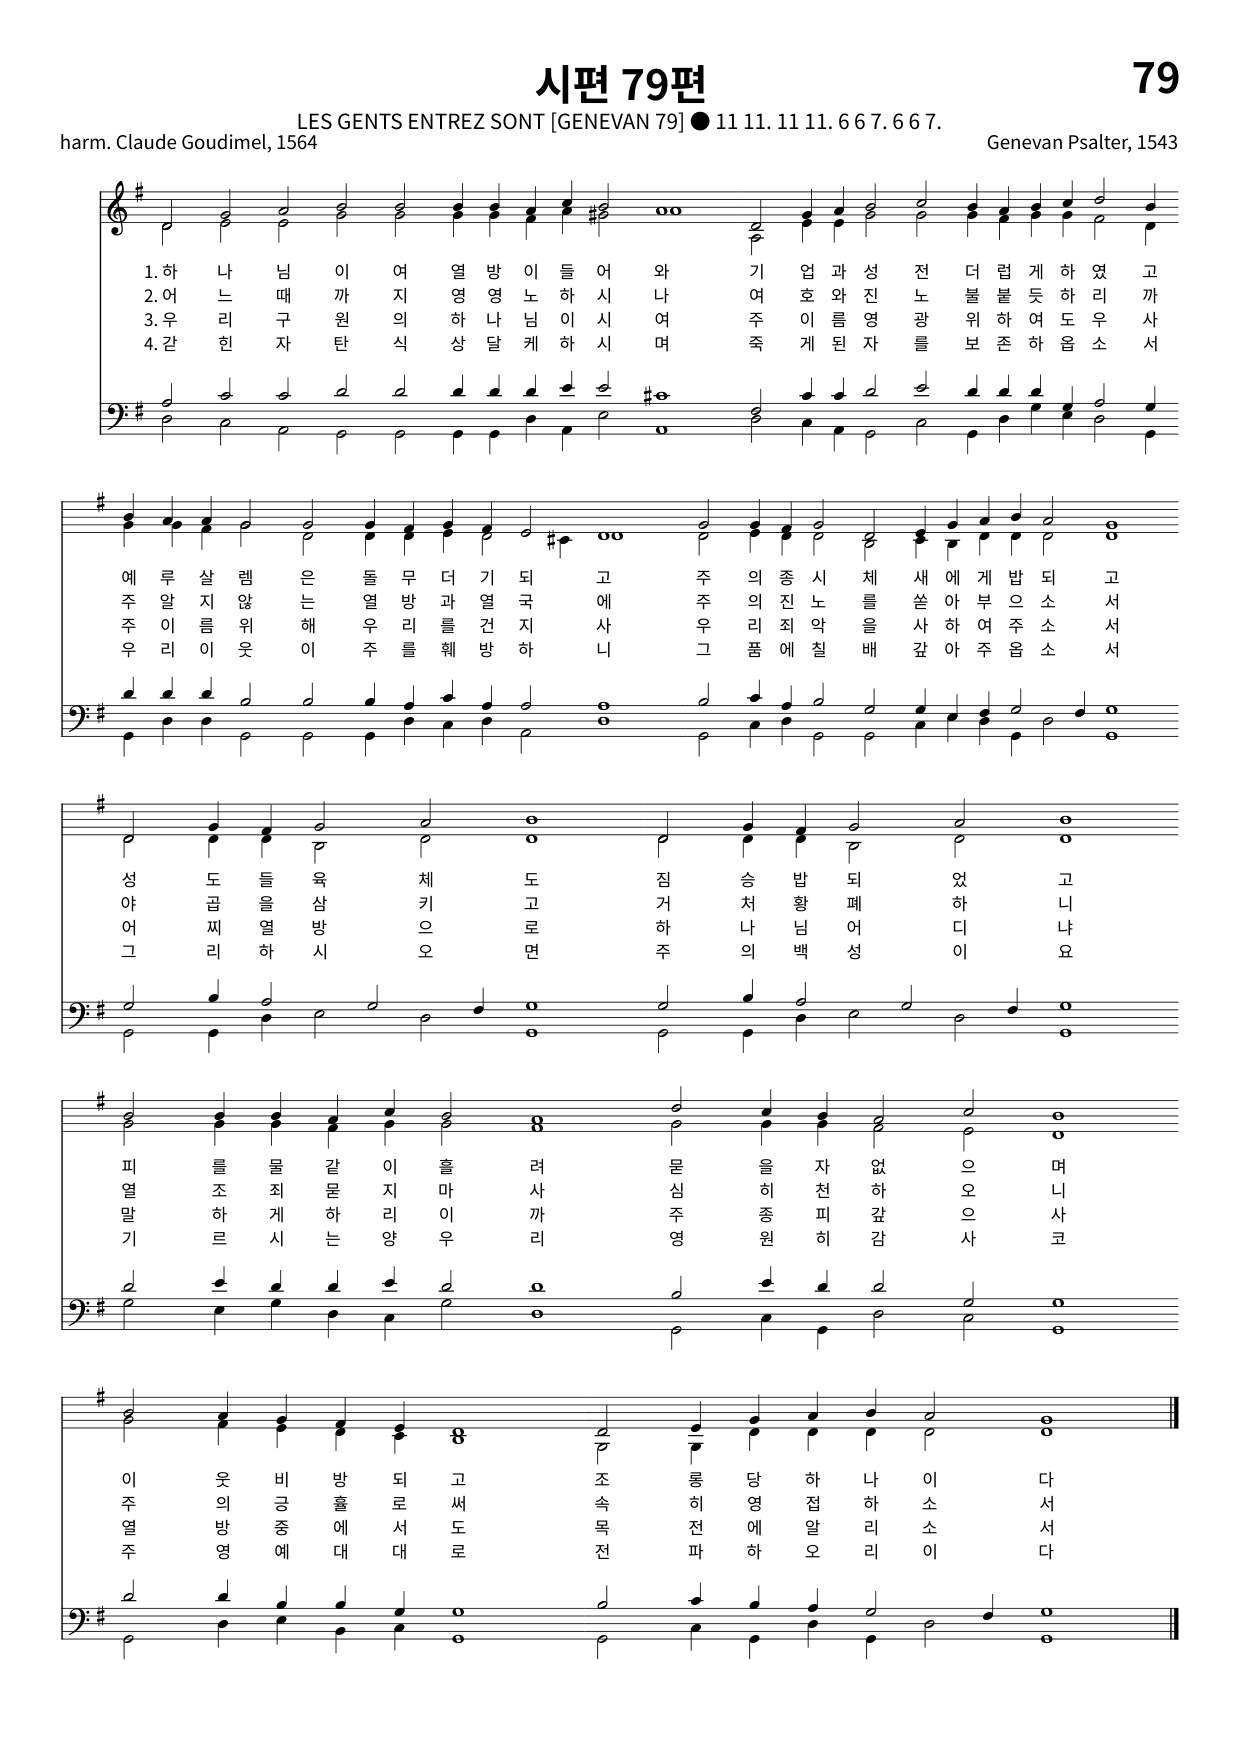 시편 79편
79
LES GENTS ENTREZ SONT [GENEVAN 79] ● 11 11. 11 11. 6 6 7. 6 6 7.
harm. Claude Goudimel, 1564
Genevan Psalter, 1543
1. 하 나 님 이 여 열 방 이 들 어 와 기 업 과 성 전 더 럽 게 하 였 고
2. 어 느 때 까 지 영 영 노 하 시 나 여 호 와 진 노 불 붙 듯 하 리 까
3. 우 리 구 원 의 하 나 님 이 시 여 주 이 름 영 광 위 하 여 도 우 사
4. 갇 힌 자 탄 식 상 달 케 하 시 며 죽 게 된 자 를 보 존 하 옵 소 서
예 루 살 렘 은 돌 무 더 기 되 고 주 의 종 시 체 새 에 게 밥 되 고
주 알 지 않 는 열 방 과 열 국 에 주 의 진 노 를 쏟 아 부 으 소 서
주 이 름 위 해 우 리 를 건 지 사 우 리 죄 악 을 사 하 여 주 소 서
우 리 이 웃 이 주 를 훼 방 하 니 그 품 에 칠 배 갚 아 주 옵 소 서
성 도 들 육 체 도 짐 승 밥 되 었 고
야 곱 을 삼 키 고 거 처 황 폐 하 니
어 찌 열 방 으 로 하 나 님 어 디 냐
그 리 하 시 오 면 주 의 백 성 이 요
피 를 물 같 이 흘 려 묻 을 자 없 으 며
열 조 죄 묻 지 마 사 심 히 천 하 오 니
말 하 게 하 리 이 까 주 종 피 갚 으 사
기 르 시 는 양 우 리 영 원 히 감 사 코
이 웃 비 방 되 고 조 롱 당 하 나 이 다
주 의 긍 휼 로 써 속 히 영 접 하 소 서
열 방 중 에 서 도 목 전 에 알 리 소 서
주 영 예 대 대 로 전 파 하 오 리 이 다